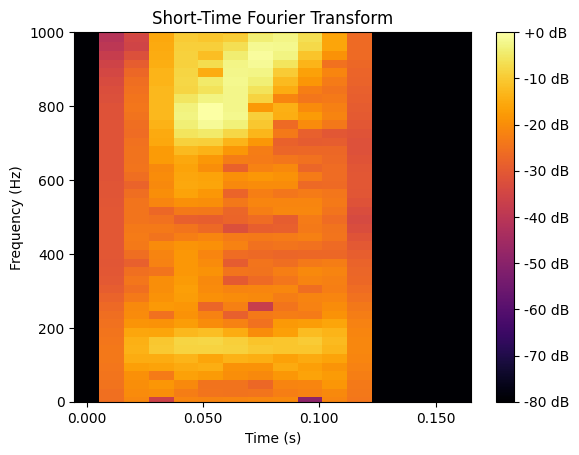 Short-Time Fourier Transform
1000
800
600
400
200
0
Frequency (Hz)
0.000
0.050
0.100
0.150
Time (s)
+0 dB
-10 dB
-20 dB
-30 dB
-40 dB
-50 dB
-60 dB
-70 dB
-80 dB